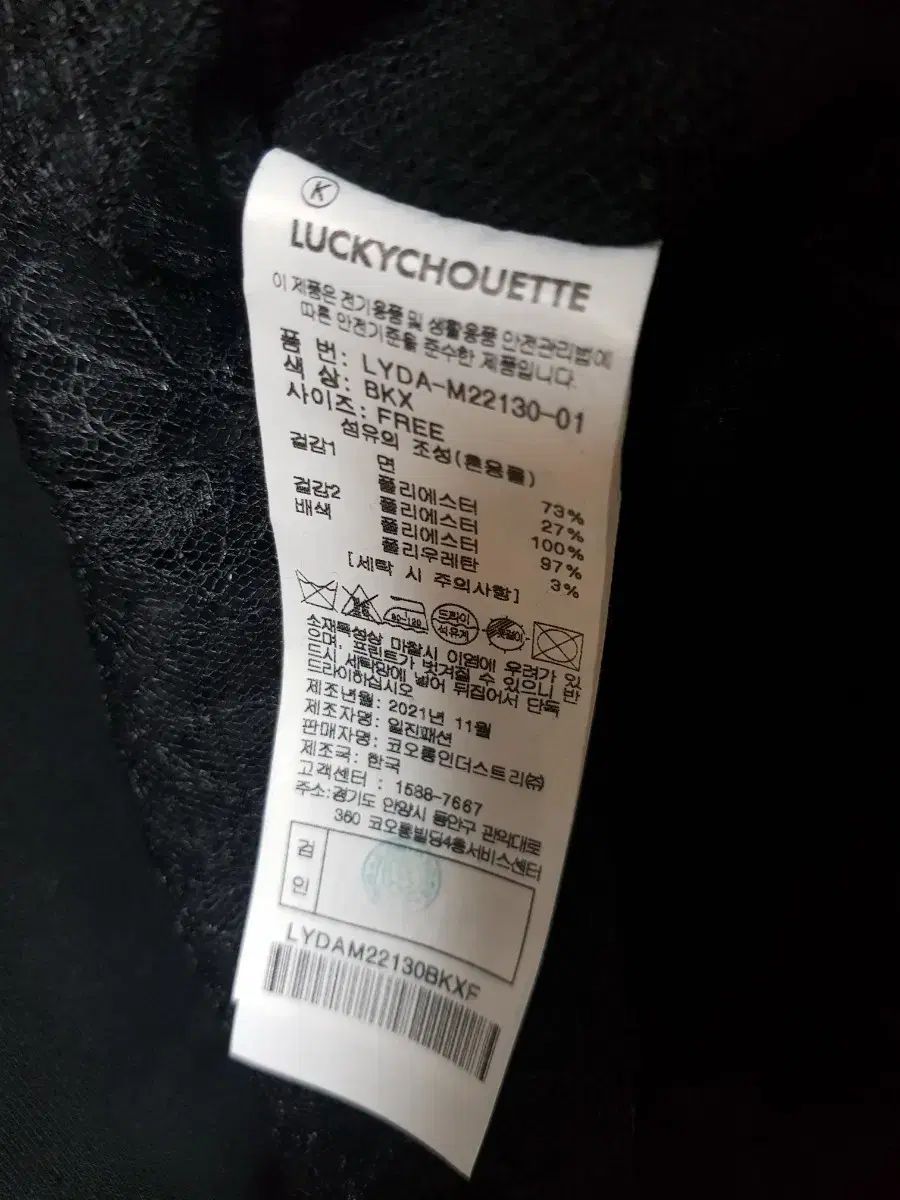 K
LUCKYCHOUETTE
이 제품은 전기용품 및 생활용품 안전관리법에
따른 안전기준을 준수한 제품입니다.
품 번: LYDA-M22130-01
색 상: BKX
사이즈: FREE
섬유의 조성(혼용률)
겉감1 면 73%
폴리에스터 27%
겉감2 폴리에스터 100%
배색 폴리에스터 97%
폴리우레탄 3%
[세탁 시 주의사항]
80~120
드라이
석유계
소재특성상 마찰시 이염에 우려가 있
으며, 프린트가 벗겨질수 있으니 반
드시 세탁망에 넣어 뒤집어서 단독
드라이하십시오
제조년월: 2021년 11월
제조자명: 일진패션
판매자명: 코오롱인더스트리㈜
제조국: 한국
고객센터 : 1588-7667
주소:경기도 안양시 동안구 관악대로
360 코오롱빌딩4층서비스센터
검
인
LYDAM22130BKXF